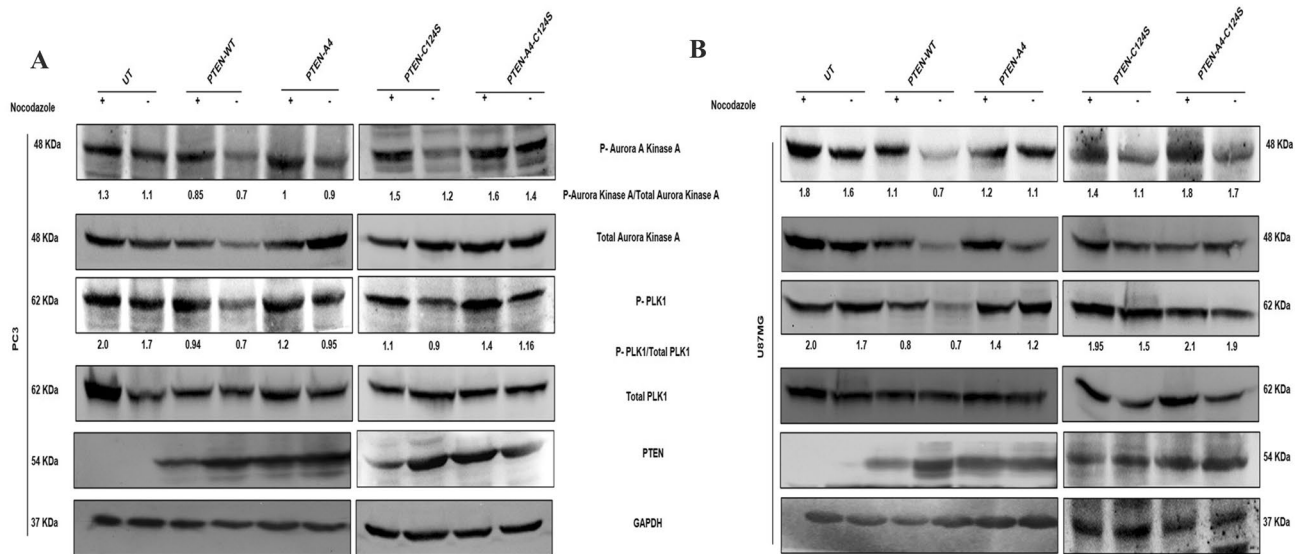 A
UT PTEN-WT PTEN-A4 PTEN-C124S PTEN-A4-C124S
Nocodazole + - + - + - + - + -
PC3
48 KDa P- Aurora A Kinase A
1.3 1.1 0.85 0.7 1 0.9 1.5 1.2 1.6 1.4 P-Aurora Kinase A/Total Aurora Kinase A
48 KDa Total Aurora Kinase A
62 KDa P- PLK1
2.0 1.7 0.94 0.7 1.2 0.95 1.1 0.9 1.4 1.16 P- PLK1/Total PLK1
62 KDa Total PLK1
54 KDa PTEN
37 KDa GAPDH
B
UT PTEN-WT PTEN-A4 PTEN-C124S PTEN-A4-C124S
Nocodazole + - + - + - + - + -
U87MG
48 KDa
1.8 1.6 1.1 0.7 1.2 1.1 1.4 1.1 1.8 1.7
48 KDa
62 KDa
2.0 1.7 0.8 0.7 1.4 1.2 1.95 1.5 2.1 1.9
62 KDa
54 KDa
37 KDa